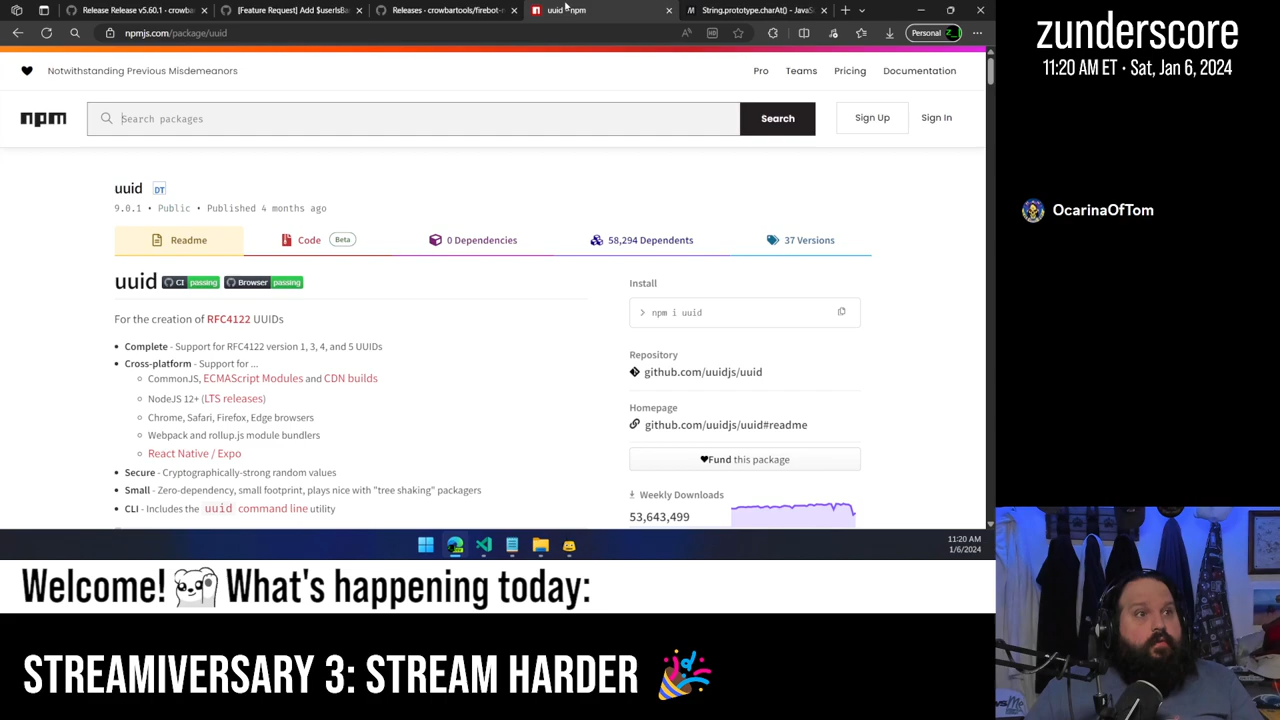 Release Release v5.60.1 · crowba
[Feature Request] Add $userIsBa
Releases · crowbartools/firebot-
uuid - npm
String.prototype.charAt() - JavaS
npmjs.com/package/uuid
Personal
Notwithstanding Previous Misdemeanors
Pro
Teams
Pricing
Documentation
npm
Search packages
Search
Sign Up
Sign In
uuid DT
9.0.1 • Public • Published 4 months ago
Readme
Code Beta
0 Dependencies
58,294 Dependents
37 Versions
uuid CI passing Browser passing
For the creation of RFC4122 UUIDs
Complete - Support for RFC4122 version 1, 3, 4, and 5 UUIDs
Cross-platform - Support for ...
CommonJS, ECMAScript Modules and CDN builds
NodeJS 12+ (LTS releases)
Chrome, Safari, Firefox, Edge browsers
Webpack and rollup.js module bundlers
React Native / Expo
Secure - Cryptographically-strong random values
Small - Zero-dependency, small footprint, plays nice with "tree shaking" packagers
CLI - Includes the uuid command line utility
Install
> npm i uuid
Repository
github.com/uuidjs/uuid
Homepage
github.com/uuidjs/uuid#readme
Fund this package
Weekly Downloads
53,643,499
11:20 AM
1/6/2024
zunderscore
11:20 AM ET • Sat, Jan 6, 2024
OcarinaOfTom
Welcome! What's happening today:
STREAMIVERSARY 3: STREAM HARDER